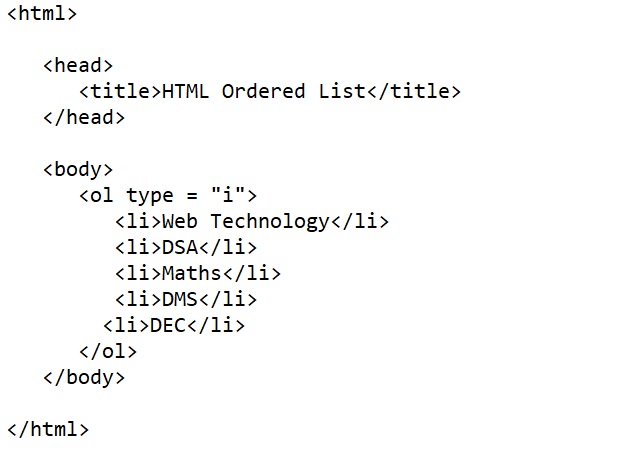 <html>
<head>
<title>HTML Ordered List</title>
</head>
<body>
<ol type = "i">
<li>Web Technology</li>
<li>DSA</li>
<li>Maths</li>
<li>DMS</li>
<li>DEC</li>
</ol>
</body>
</html>